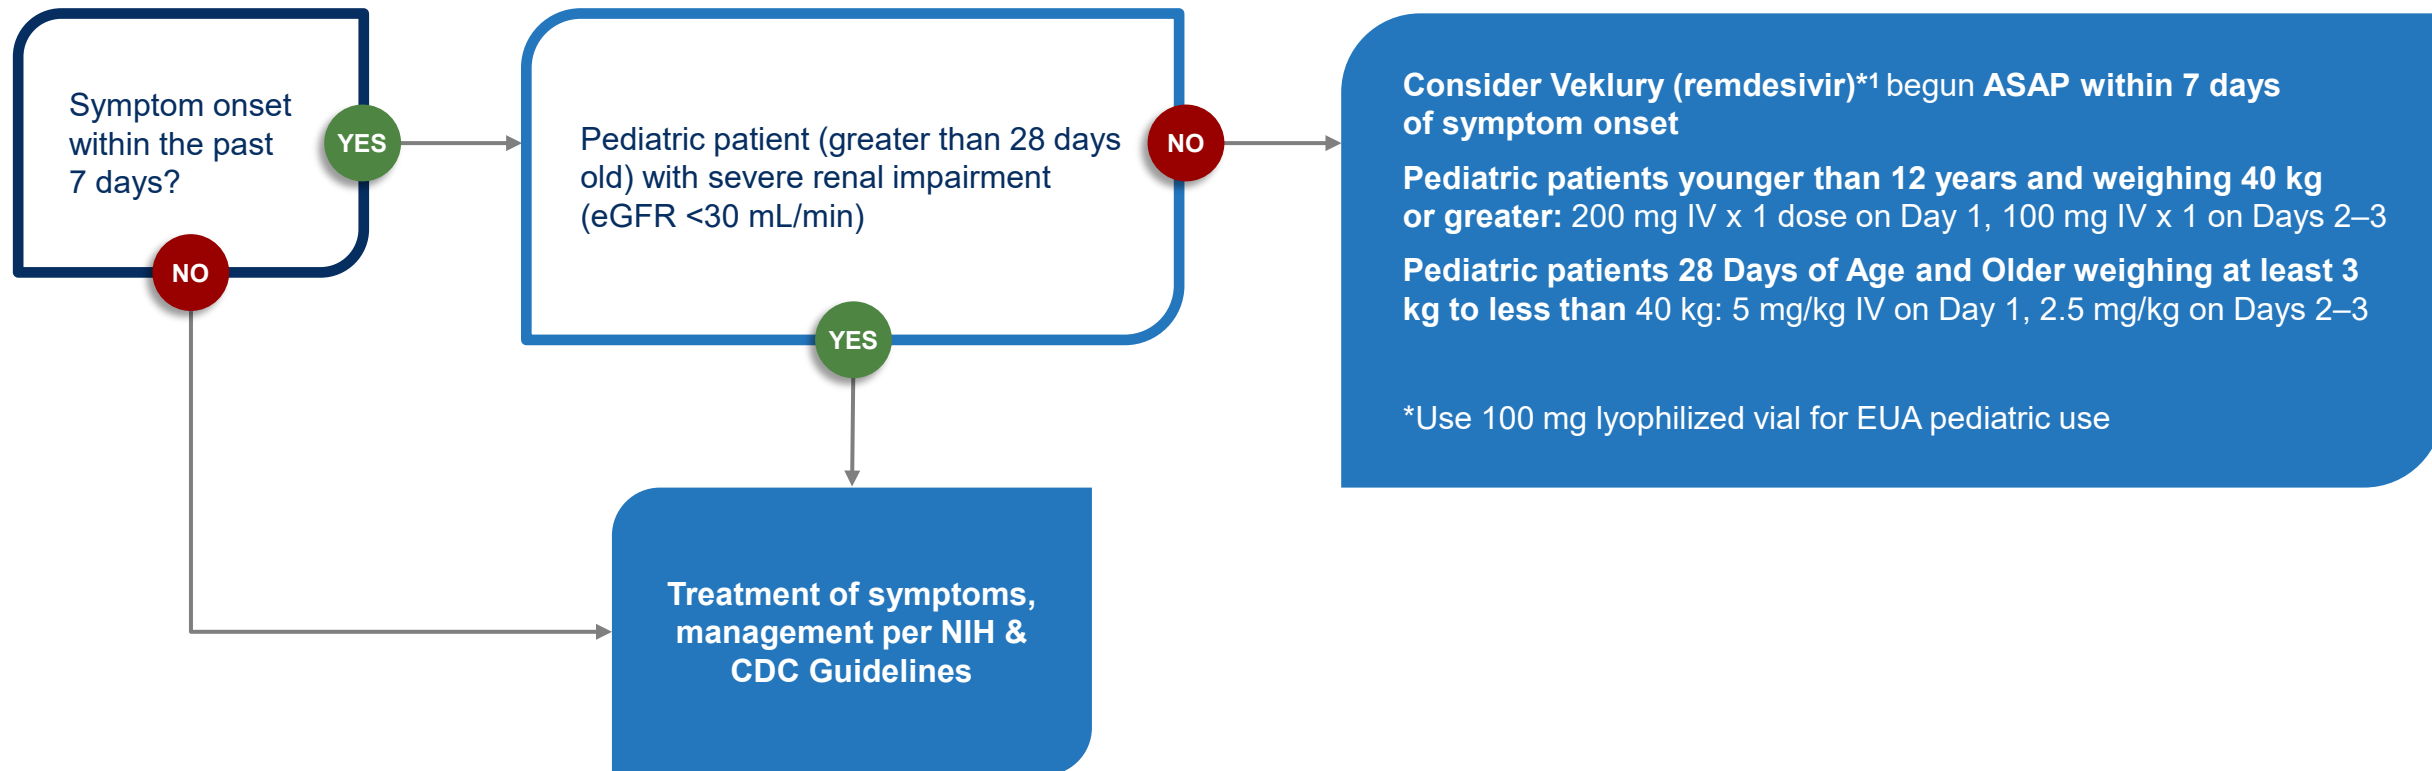 Symptom onset
within the past
7 days?
YES
NO
Pediatric patient (greater than 28 days
old) with severe renal impairment
(eGFR <30 mL/min)
NO
YES
Consider Veklury (remdesivir)*1 begun ASAP within 7 days
of symptom onset
Pediatric patients younger than 12 years and weighing 40 kg
or greater: 200 mg IV x 1 dose on Day 1, 100 mg IV x 1 on Days 2–3
Pediatric patients 28 Days of Age and Older weighing at least 3
kg to less than 40 kg: 5 mg/kg IV on Day 1, 2.5 mg/kg on Days 2–3
*Use 100 mg lyophilized vial for EUA pediatric use
Treatment of symptoms,
management per NIH &
CDC Guidelines